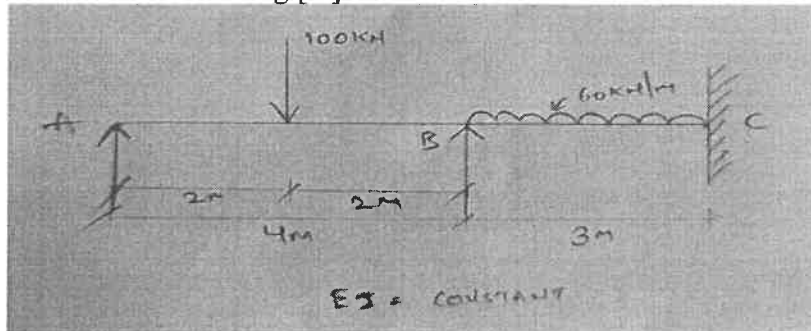 100KN
60KN/M
A
B
C
2M
2M
4m
3M
EI = CONSTANT